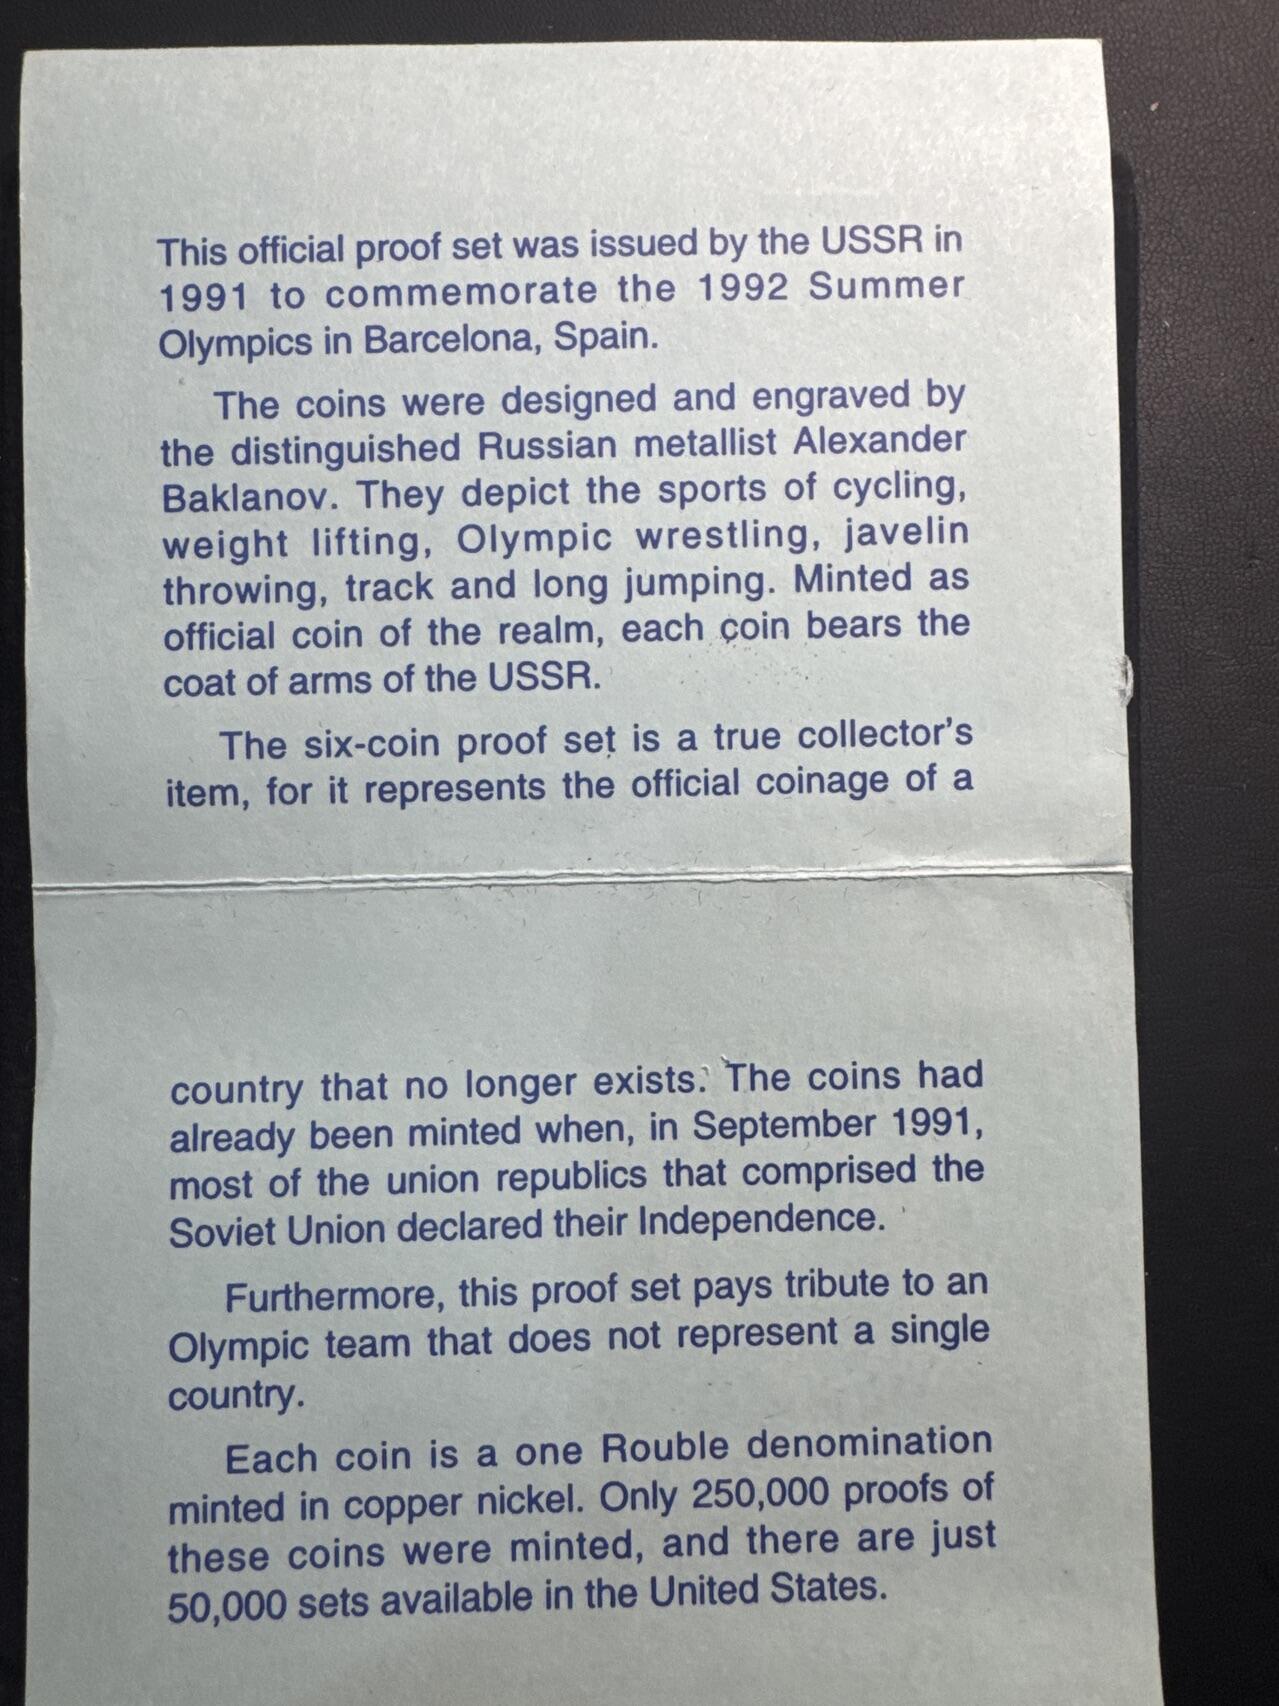 This official proof set was issued by the USSR in
1991 to commemorate the 1992 Summer
Olympics in Barcelona, Spain.
The coins were designed and engraved by
the distinguished Russian metallist Alexander
Baklanov. They depict the sports of cycling,
weight lifting, Olympic wrestling, javelin
throwing, track and long jumping. Minted as
official coin of the realm, each coin bears the
coat of arms of the USSR.
The six-coin proof set is a true collector's
item, for it represents the official coinage of a
country that no longer exists. The coins had
already been minted when, in September 1991,
most of the union republics that comprised the
Soviet Union declared their Independence.
Furthermore, this proof set pays tribute to an
Olympic team that does not represent a single
country.
Each coin is a one Rouble denomination
minted in copper nickel. Only 250,000 proofs of
these coins were minted, and there are just
50,000 sets available in the United States.